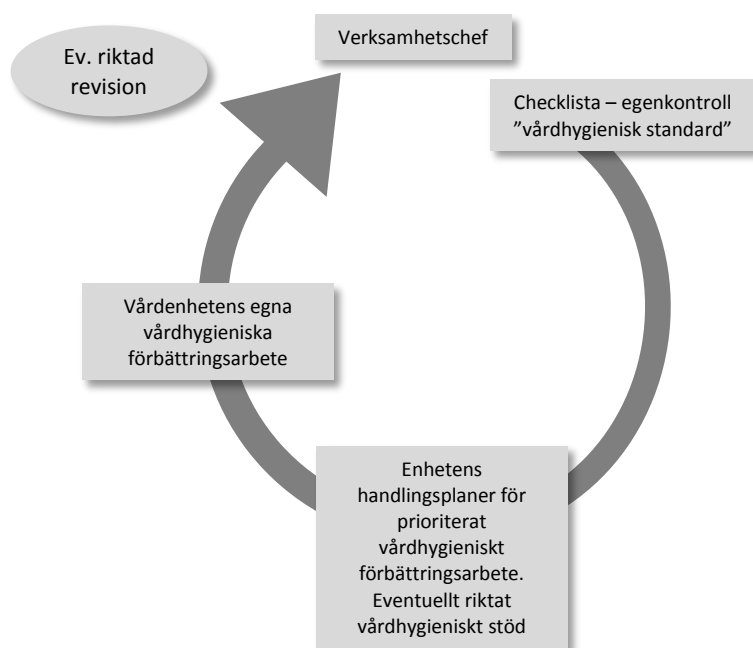 Verksamhetschef
Ev. riktad
revision
Checklista – egenkontroll
”vårdhygienisk standard”
Vårdenhetens egna
vårdhygieniska
förbättringsarbete
Enhetens
handlingsplaner för
prioriterat
vårdhygieniskt
förbättringsarbete.
Eventuellt riktat
vårdhygieniskt stöd